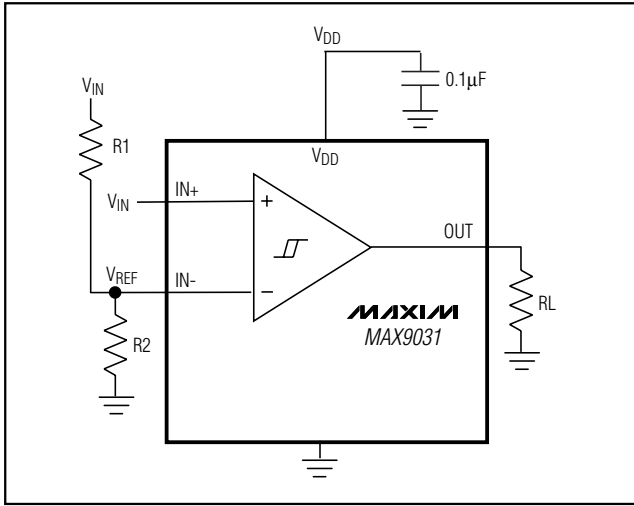 VDD
0.1µF
VIN
R1
VDD
VIN
IN+
+
OUT
VREF
IN-
−
RL
MAXIM
MAX9031
R2